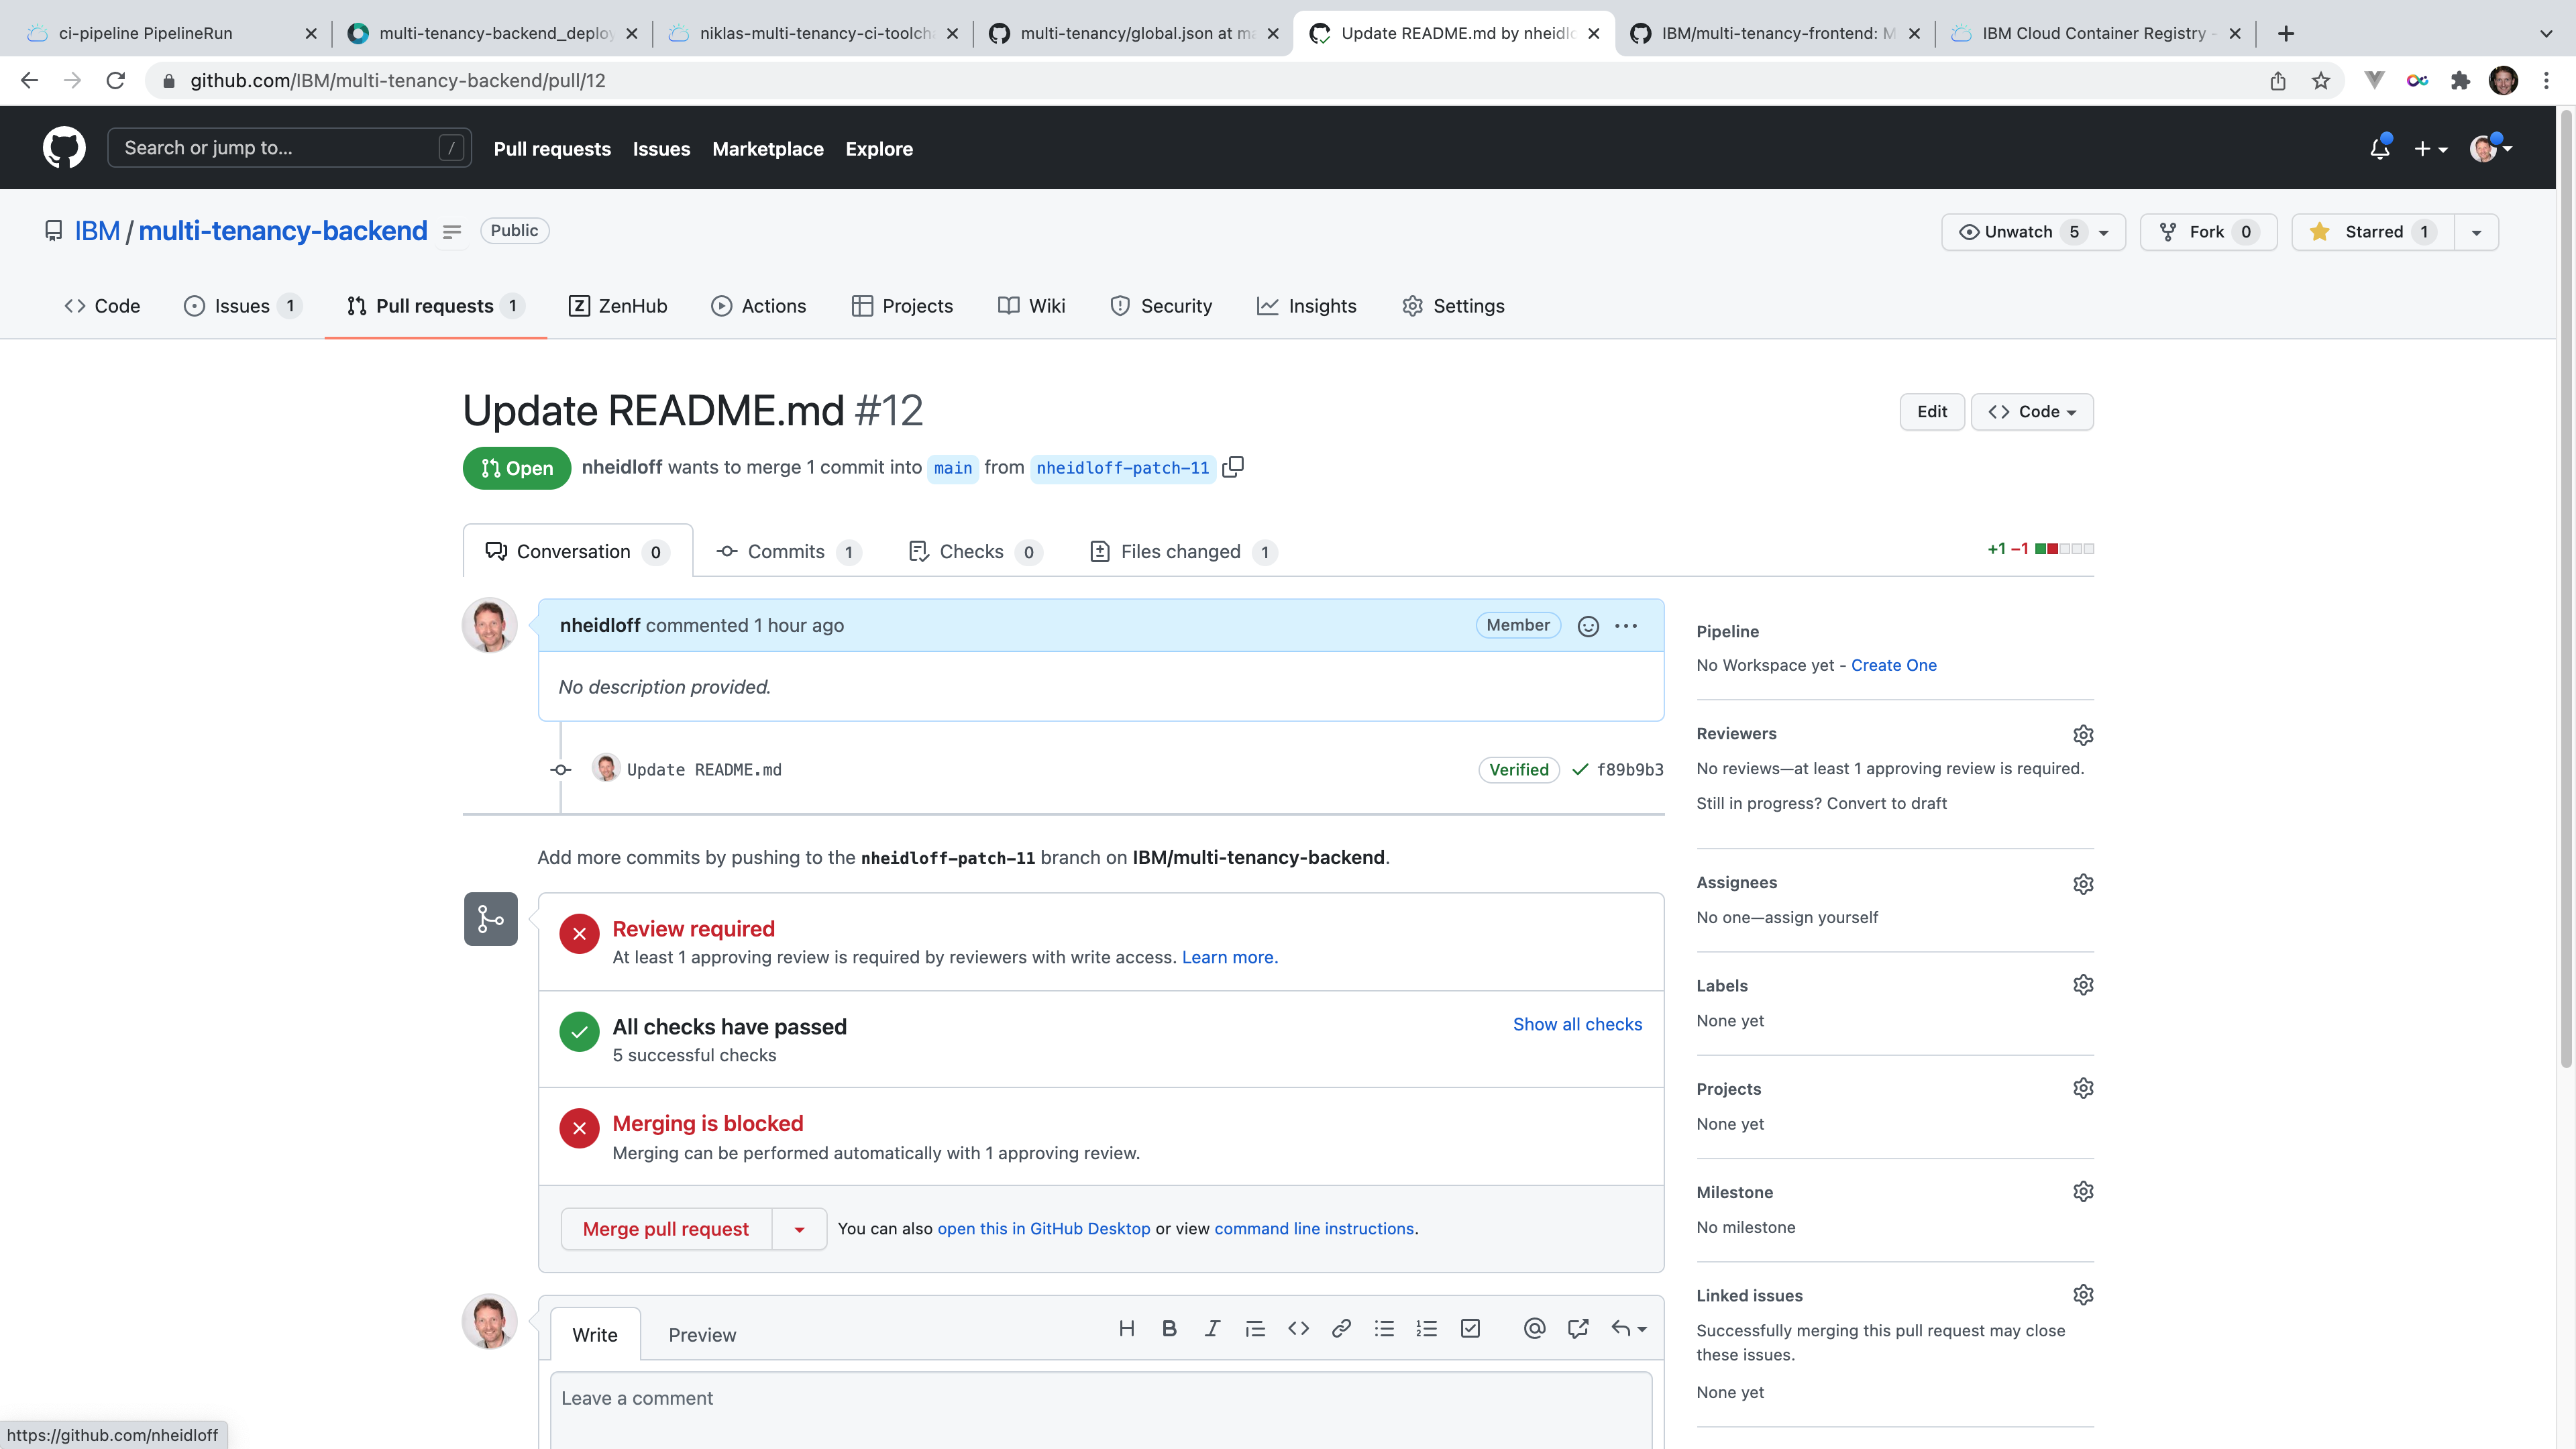 ci-pipeline PipelineRun
multi-tenancy-backend_deploy
niklas-multi-tenancy-ci-toolcha
multi-tenancy/global.json at ma
Update README.md by nheidlo
IBM/multi-tenancy-frontend: M
IBM Cloud Container Registry -
github.com/IBM/multi-tenancy-backend/pull/12
Search or jump to... /
Pull requests Issues Marketplace Explore
IBM / multi-tenancy-backend Public
Unwatch 5 Fork 0 Starred 1
Code Issues 1 Pull requests 1 ZenHub Actions Projects Wiki Security Insights Settings
Update README.md #12
Edit Code
Open nheidloff wants to merge 1 commit into main from nheidloff-patch-11
Conversation 0 Commits 1 Checks 0 Files changed 1
+1 −1
nheidloff commented 1 hour ago Member
No description provided.
Update README.md Verified f89b9b3
Add more commits by pushing to the nheidloff-patch-11 branch on IBM/multi-tenancy-backend.
Review required
At least 1 approving review is required by reviewers with write access. Learn more.
All checks have passed Show all checks
5 successful checks
Merging is blocked
Merging can be performed automatically with 1 approving review.
Merge pull request You can also open this in GitHub Desktop or view command line instructions.
Write Preview
Leave a comment
Pipeline
No Workspace yet - Create One
Reviewers
No reviews—at least 1 approving review is required.
Still in progress? Convert to draft
Assignees
No one—assign yourself
Labels
None yet
Projects
None yet
Milestone
No milestone
Linked issues
Successfully merging this pull request may close
these issues.
None yet
https://github.com/nheidloff